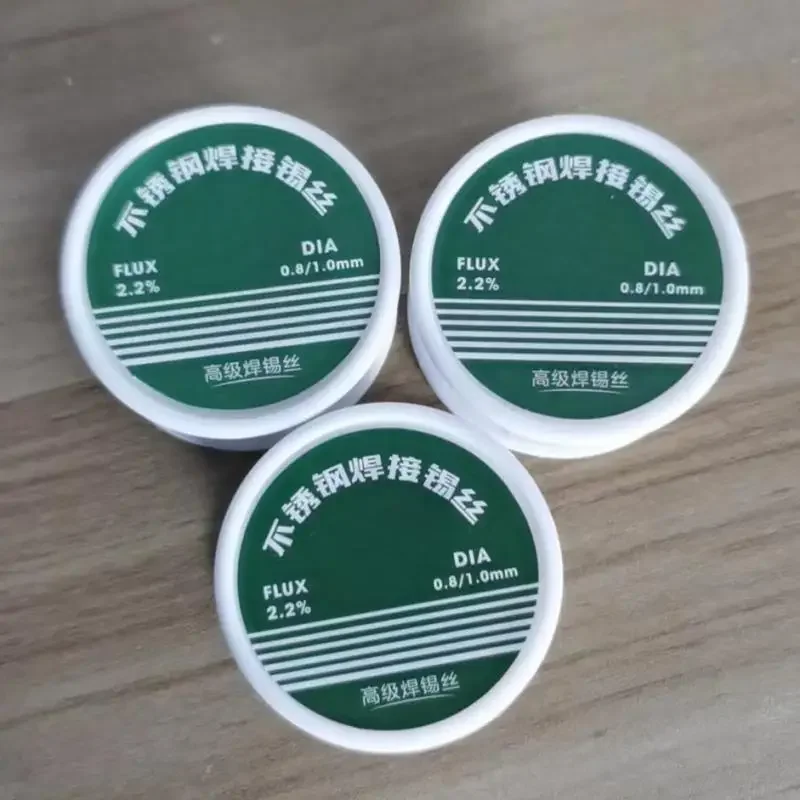 不锈钢焊接锡丝
FLUX
2.2%
DIA
0.8/1.0mm
高级焊锡丝
不锈钢焊接锡丝
FLUX
2.2%
DIA
0.8/1.0mm
高级焊锡丝
不锈钢焊接锡丝
FLUX
2.2%
DIA
0.8/1.0mm
高级焊锡丝